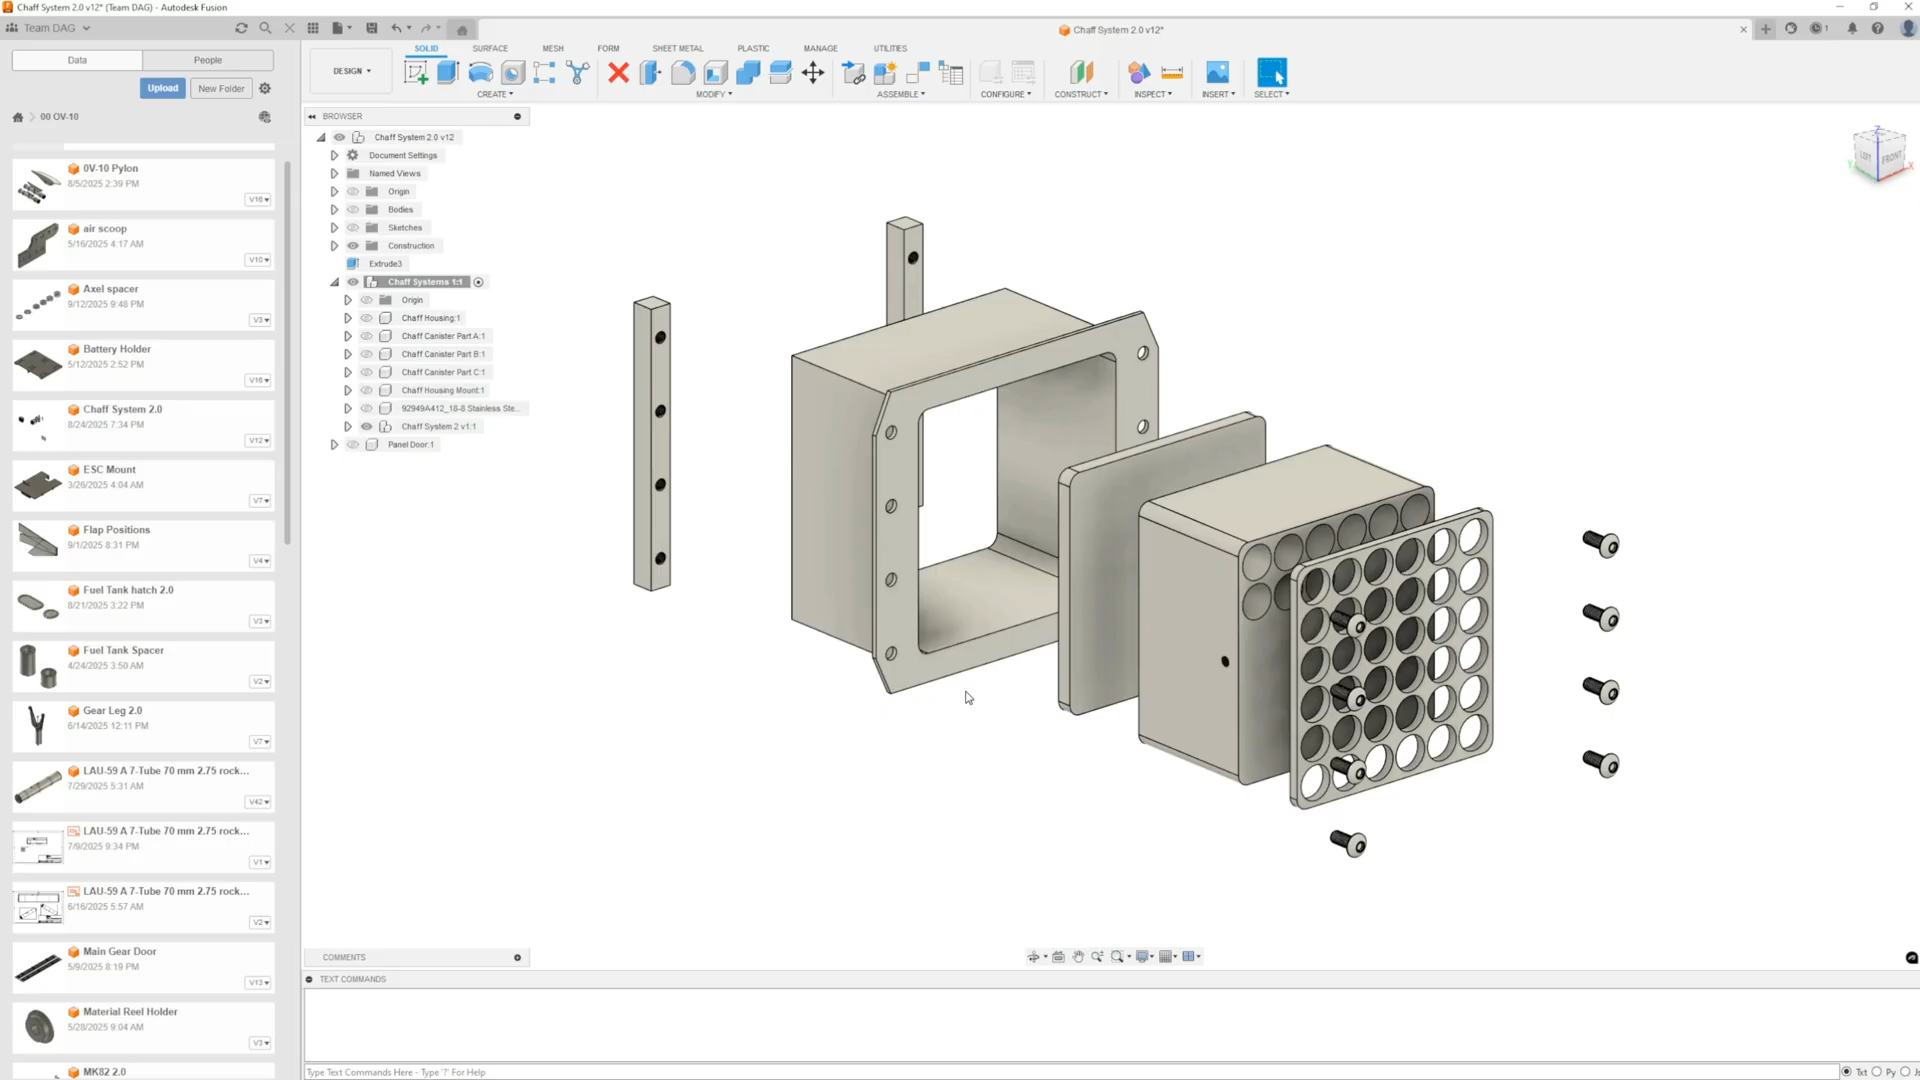 Chaff System 2.0 v12* (Team DAG) - Autodesk Fusion
Team DAG
Chaff System 2.0 v12*
1
Data
People
SOLID
SURFACE
MESH
FORM
SHEET METAL
PLASTIC
MANAGE
UTILITIES
DESIGN
Upload
New Folder
CREATE
MODIFY
ASSEMBLE
CONFIGURE
CONSTRUCT
INSPECT
INSERT
SELECT
00 OV-10
BROWSER
Chaff System 2.0 v12
Document Settings
Named Views
Origin
Bodies
Sketches
Construction
Extrude3
Chaff Systems 1:1
Origin
Chaff Housing:1
Chaff Canister Part A:1
Chaff Canister Part B:1
Chaff Canister Part C:1
Chaff Housing Mount:1
92949A412_18-8 Stainless Ste...
Chaff System 2 v1:1
Panel Door:1
Z
LEFT
FRONT
Y
X
0V-10 Pylon
8/5/2025 2:39 PM
V16
air scoop
5/16/2025 4:17 AM
V10
Axel spacer
9/12/2025 9:48 PM
V3
Battery Holder
5/12/2025 2:52 PM
V16
Chaff System 2.0
8/24/2025 7:34 PM
V12
ESC Mount
3/26/2025 4:04 AM
V7
Flap Positions
9/1/2025 8:31 PM
V4
Fuel Tank hatch 2.0
8/21/2025 3:22 PM
V3
Fuel Tank Spacer
4/24/2025 3:50 AM
V2
Gear Leg 2.0
6/14/2025 12:11 PM
V7
LAU-59 A 7-Tube 70 mm 2.75 rock...
7/29/2025 5:31 AM
V42
LAU-59 A 7-Tube 70 mm 2.75 rock...
7/9/2025 9:34 PM
V1
LAU-59 A 7-Tube 70 mm 2.75 rock...
6/16/2025 5:57 AM
V2
Main Gear Door
5/9/2025 8:19 PM
V13
Material Reel Holder
5/28/2025 9:04 AM
V3
MK82 2.0
COMMENTS
TEXT COMMANDS
Type Text Commands Here - Type '?' For Help
Txt
Py